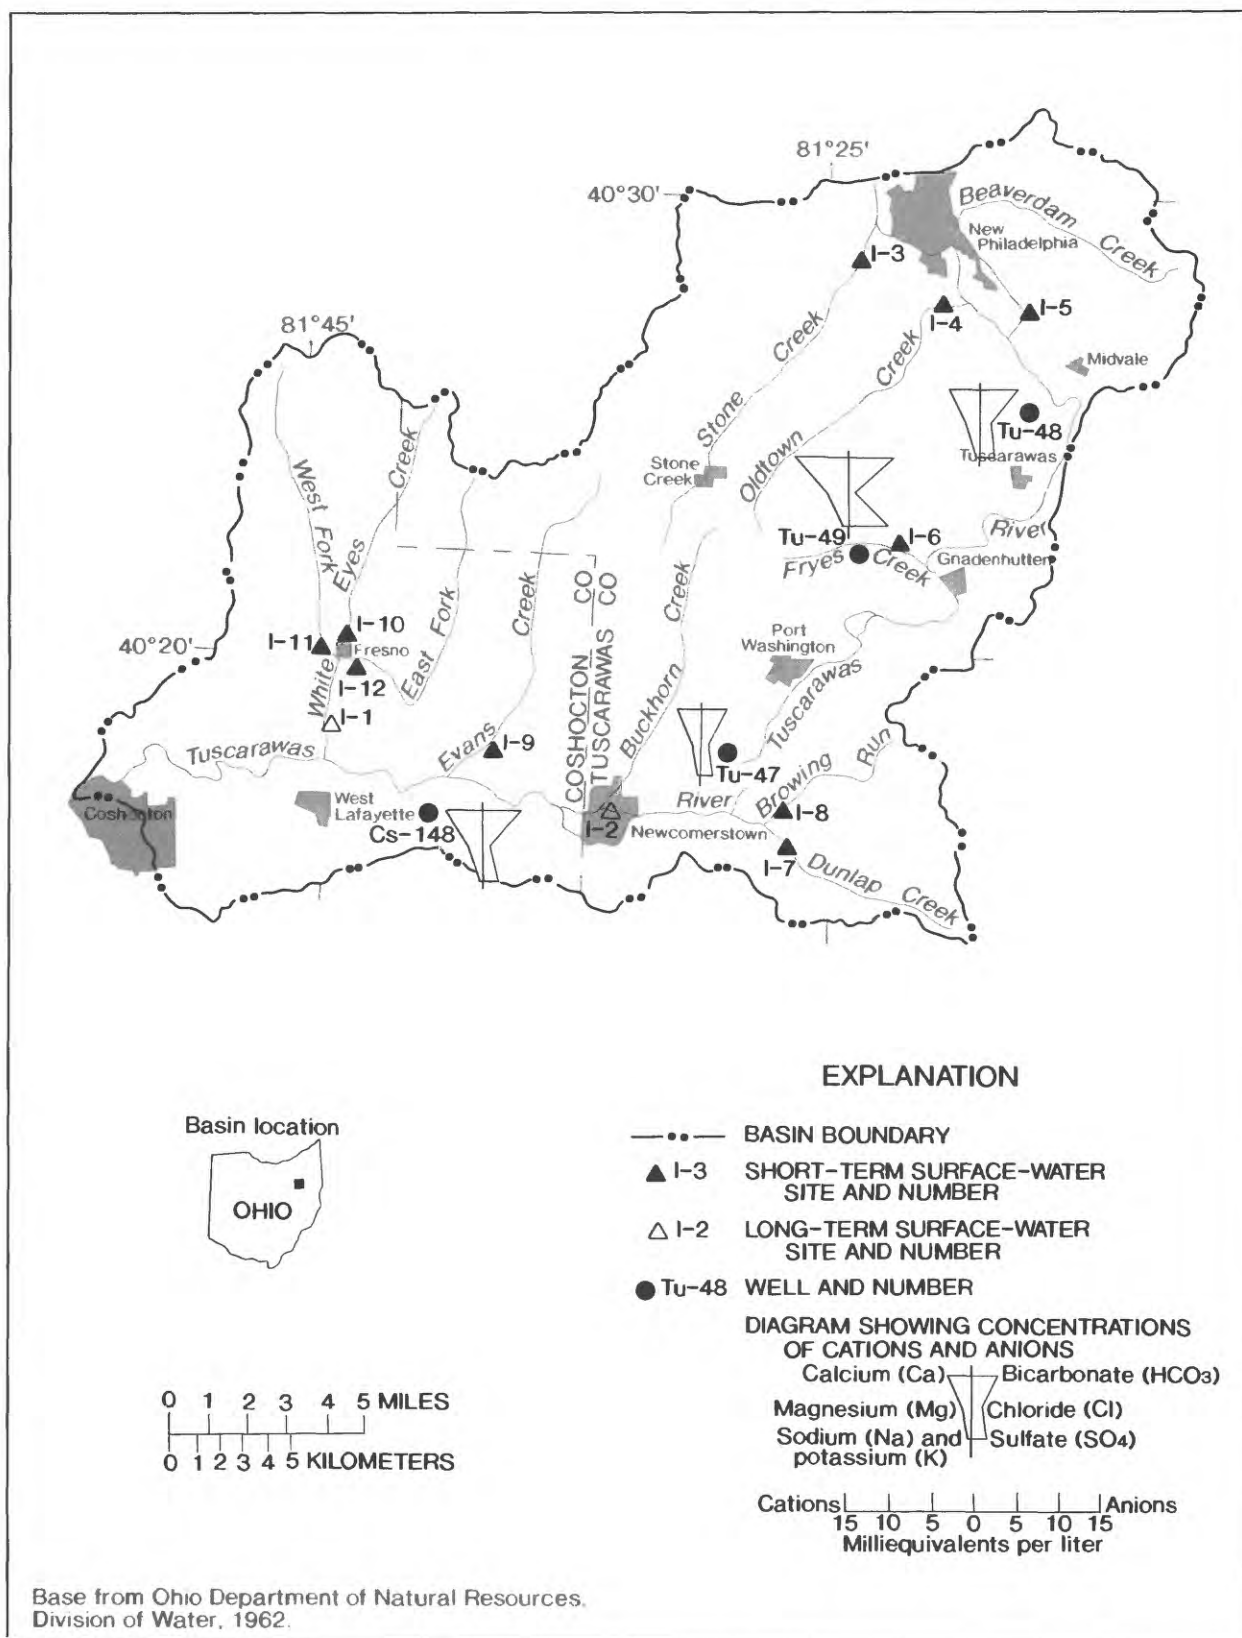 81°25'
40°30'
Beaverdam Creek
New
Philadelphia
I-3
I-4
I-5
81°45'
Midvale
Stone Creek
Oldtown Creek
Tu-48
Tuscarawas
Stone
Creek
West Fork
Eyes Creek
Tu-49
I-6
River
Fryes Creek
Gnadenhutten
East Fork
Creek
COSHOCTON CO
TUSCARAWAS CO
Buckhorn Creek
I-10
I-11
40°20'
Fresno
I-12
White
I-1
Port
Washington
Tuscarawas
Tuscarawas
Evans
I-9
Tu-47
Browing Run
River
I-8
Coshocton
West
Lafayette
Cs-148
I-2
Newcomerstown
I-7
Dunlap Creek
EXPLANATION
Basin location
OHIO
BASIN BOUNDARY
I-3 SHORT-TERM SURFACE-WATER
SITE AND NUMBER
I-2 LONG-TERM SURFACE-WATER
SITE AND NUMBER
Tu-48 WELL AND NUMBER
DIAGRAM SHOWING CONCENTRATIONS
OF CATIONS AND ANIONS
Calcium (Ca) Bicarbonate (HCO3)
Magnesium (Mg) Chloride (Cl)
Sodium (Na) and Sulfate (SO4)
potassium (K)
0 1 2 3 4 5 MILES
0 1 2 3 4 5 KILOMETERS
Cations Anions
15 10 5 0 5 10 15
Milliequivalents per liter
Base from Ohio Department of Natural Resources,
Division of Water, 1962.